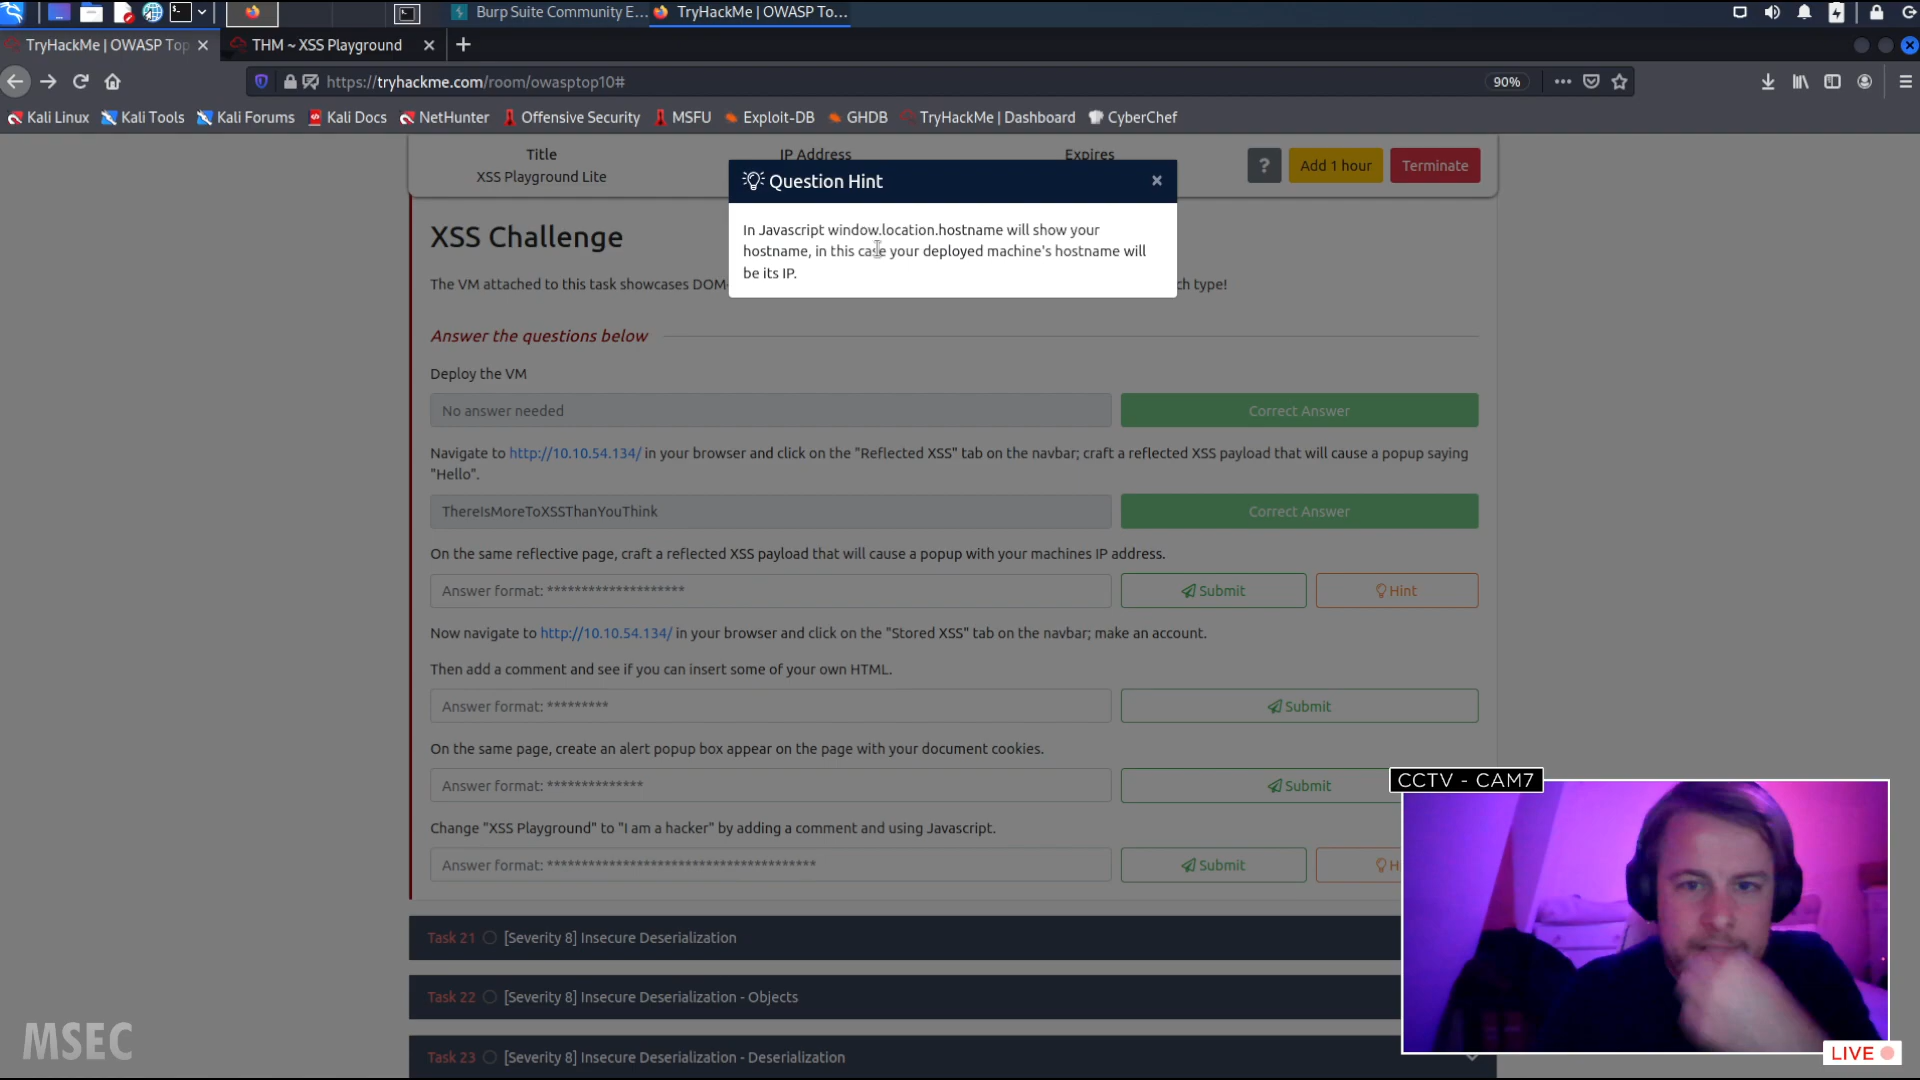 Burp Suite Community E...
TryHackMe | OWASP To...
TryHackMe | OWASP Top
THM ~ XSS Playground
https://tryhackme.com/room/owasptop10#
90%
Kali Linux
Kali Tools
Kali Forums
Kali Docs
NetHunter
Offensive Security
MSFU
Exploit-DB
GHDB
TryHackMe | Dashboard
CyberChef
Title
IP Address
Expires
XSS Playground Lite
?
Add 1 hour
Terminate
Question Hint
×
In Javascript window.location.hostname will show your
hostname, in this case your deployed machine's hostname will
be its IP.
XSS Challenge
The VM attached to this task showcases DOM-
ch type!
Answer the questions below
Deploy the VM
No answer needed
Correct Answer
Navigate to http://10.10.54.134/ in your browser and click on the "Reflected XSS" tab on the navbar; craft a reflected XSS payload that will cause a popup saying
"Hello".
ThereIsMoreToXSSThanYouThink
Correct Answer
On the same reflective page, craft a reflected XSS payload that will cause a popup with your machines IP address.
Answer format: ********************
Submit
Hint
Now navigate to http://10.10.54.134/ in your browser and click on the "Stored XSS" tab on the navbar; make an account.
Then add a comment and see if you can insert some of your own HTML.
Answer format: *********
Submit
On the same page, create an alert popup box appear on the page with your document cookies.
Answer format: **************
Submit
Change "XSS Playground" to "I am a hacker" by adding a comment and using Javascript.
Answer format: ***************************************
Submit
H
CCTV - CAM7
Task 21
[Severity 8] Insecure Deserialization
Task 22
[Severity 8] Insecure Deserialization - Objects
Task 23
[Severity 8] Insecure Deserialization - Deserialization
MSEC
LIVE